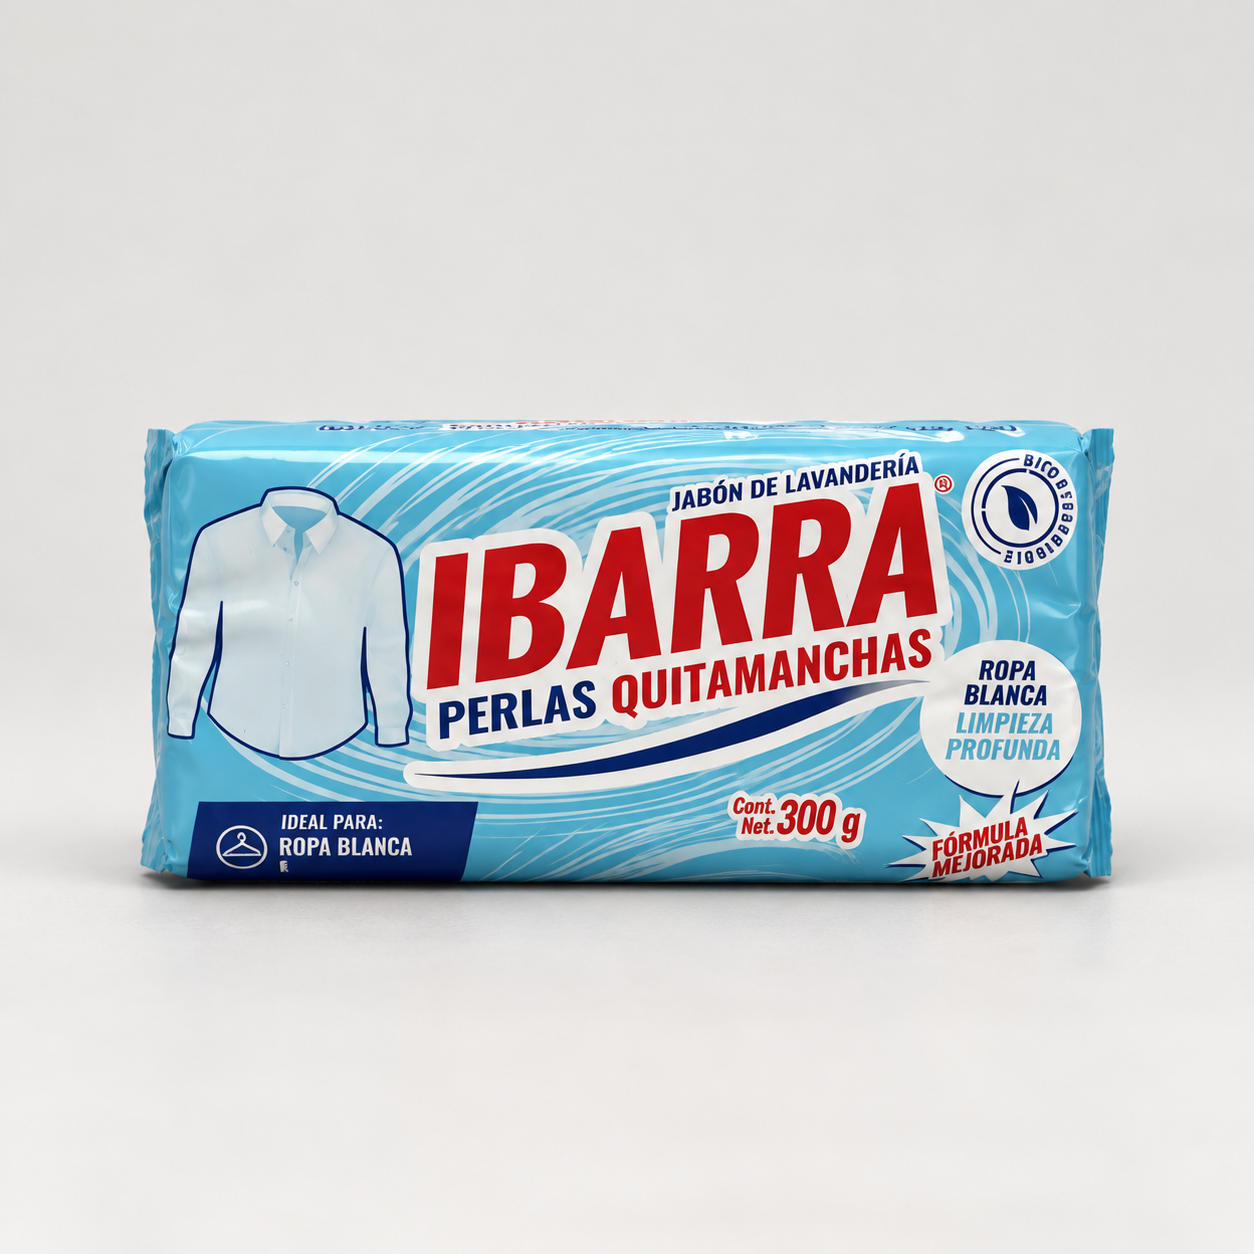 JABÓN DE LAVANDERÍA
IBARRA®
PERLAS QUITAMANCHAS
ROPA
BLANCA
LIMPIEZA
PROFUNDA
Cont.
Net. 300 g
FÓRMULA
MEJORADA
IDEAL PARA:
ROPA BLANCA